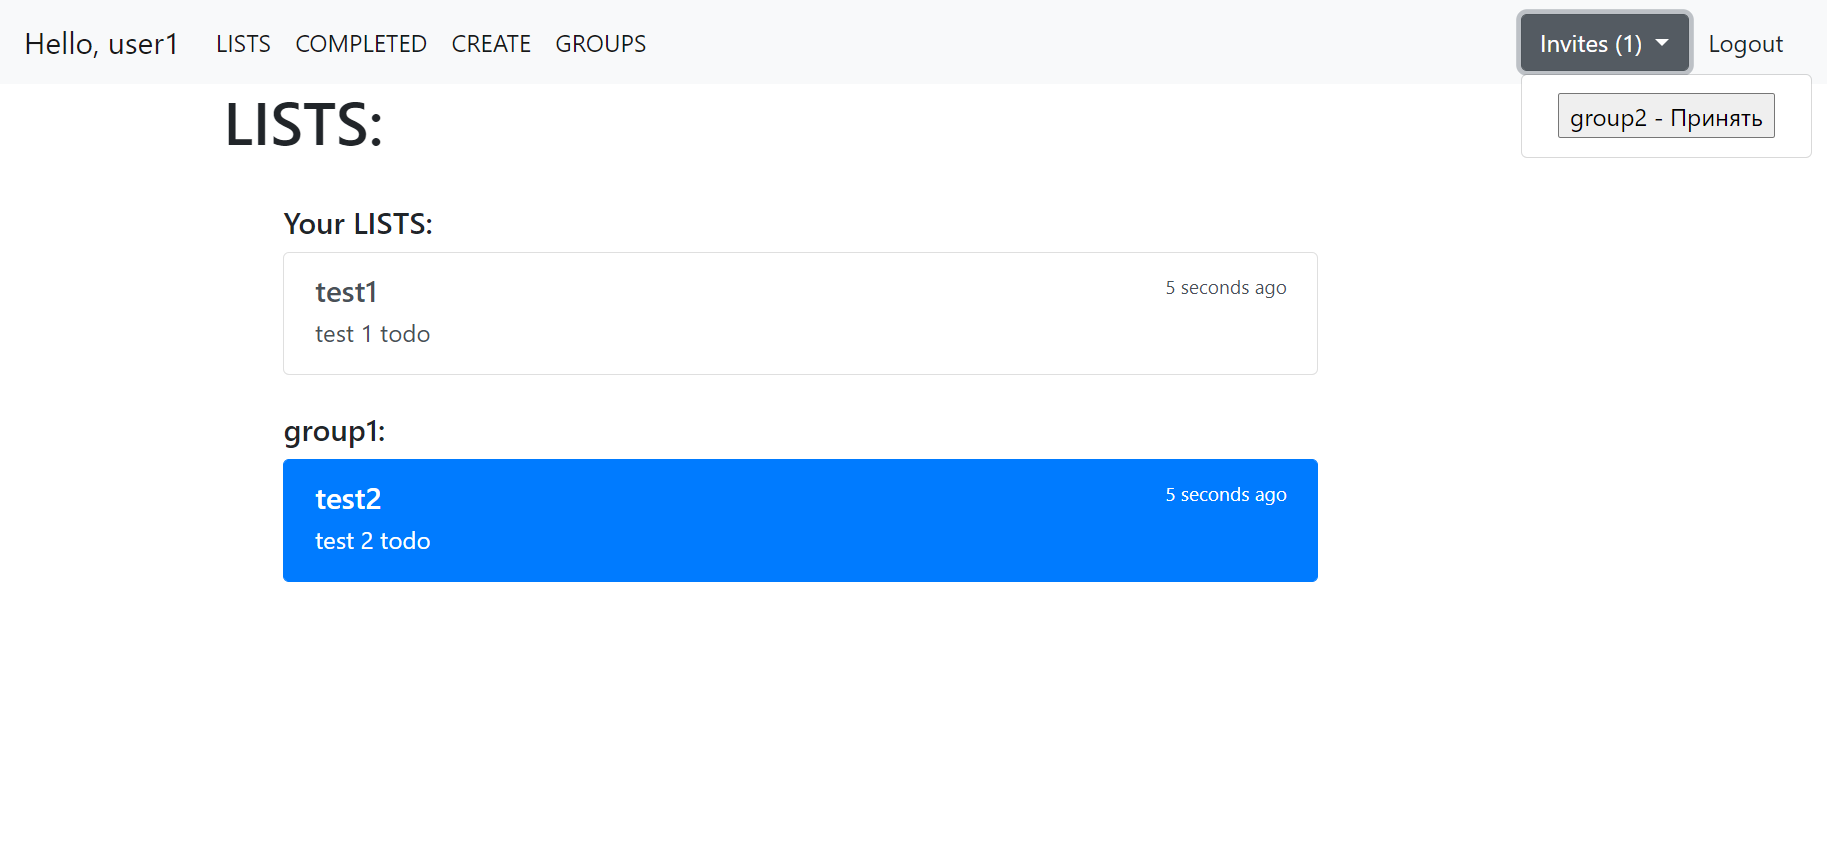 Hello, user1 LISTS COMPLETED CREATE GROUPS Invites (1) Logout
group2 - Принять
LISTS:
Your LISTS:
test1 5 seconds ago
test 1 todo
group1:
test2 5 seconds ago
test 2 todo